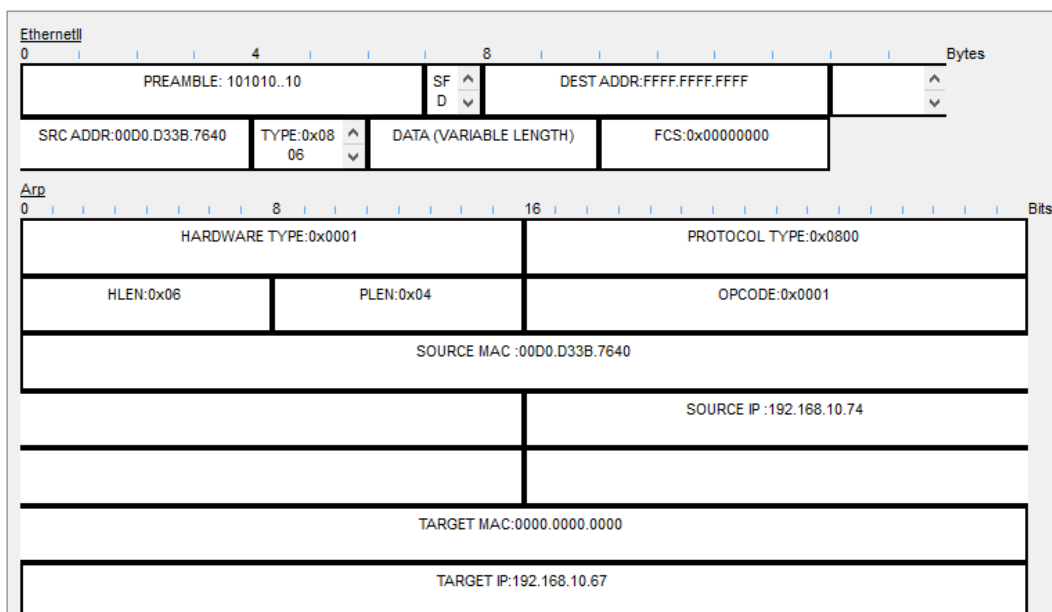 EthernetII
0 4 8 Bytes
PREAMBLE: 101010..10 SF D DEST ADDR:FFFF.FFFF.FFFF
SRC ADDR:00D0.D33B.7640 TYPE:0x08 06 DATA (VARIABLE LENGTH) FCS:0x00000000
Arp
0 8 16 Bits
HARDWARE TYPE:0x0001 PROTOCOL TYPE:0x0800
HLEN:0x06 PLEN:0x04 OPCODE:0x0001
SOURCE MAC :00D0.D33B.7640
SOURCE IP :192.168.10.74
TARGET MAC:0000.0000.0000
TARGET IP:192.168.10.67